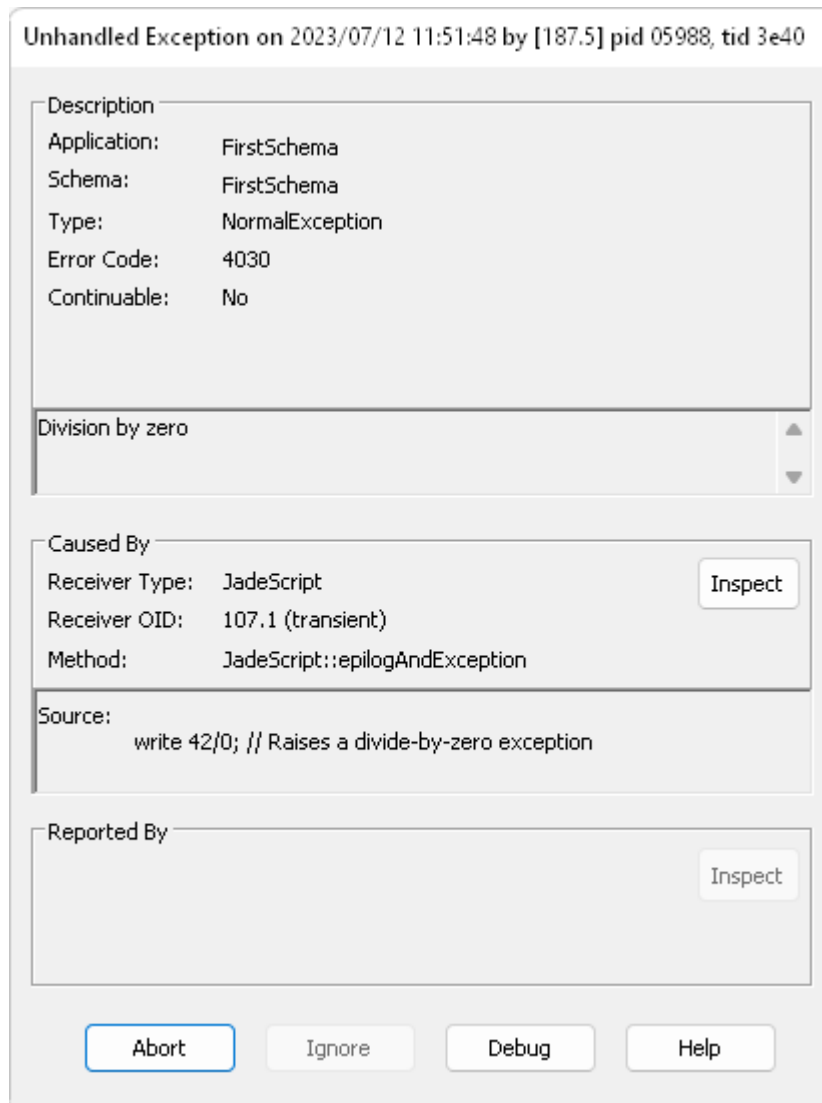 Unhandled Exception on 2023/07/12 11:51:48 by [187.5] pid 05988, tid 3e40
Description
Application: FirstSchema
Schema: FirstSchema
Type: NormalException
Error Code: 4030
Continuable: No
Division by zero
Caused By
Receiver Type: JadeScript
Inspect
Receiver OID: 107.1 (transient)
Method: JadeScript::epilogAndException
Source:
write 42/0; // Raises a divide-by-zero exception
Reported By
Inspect
Abort Ignore Debug Help